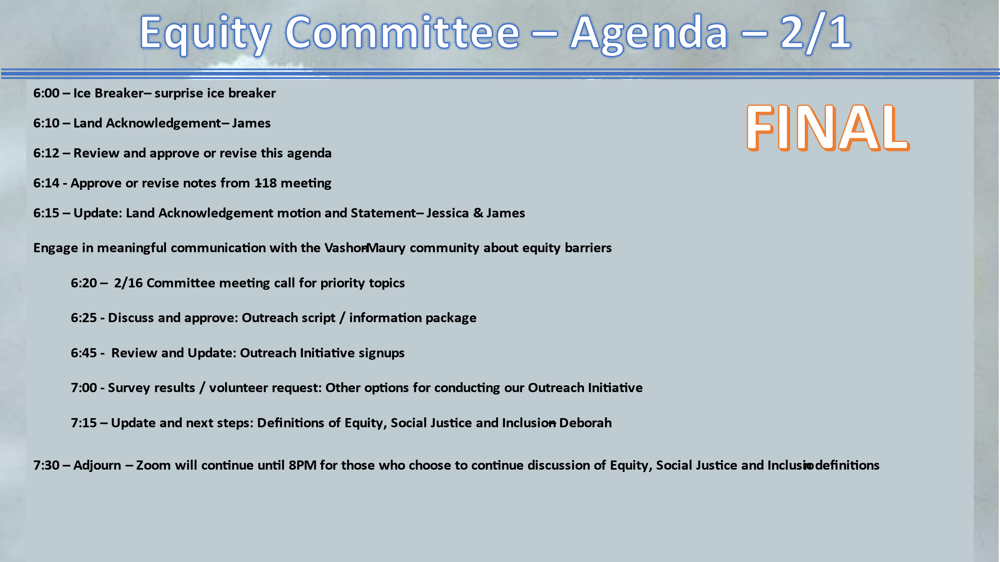 Equity Committee – Agenda – 2/1
6:00 – Ice Breaker – surprise ice breaker
FINAL
6:10 – Land Acknowledgement – James
6:12 – Review and approve or revise this agenda
6:14 - Approve or revise notes from 1-18 meeting
6:15 – Update: Land Acknowledgement motion and Statement – Jessica & James
Engage in meaningful communication with the Vashon-Maury community about equity barriers
6:20 – 2/16 Committee meeting call for priority topics
6:25 - Discuss and approve: Outreach script / information package
6:45 - Review and Update: Outreach Initiative signups
7:00 - Survey results / volunteer request: Other options for conducting our Outreach Initiative
7:15 – Update and next steps: Definitions of Equity, Social Justice and Inclusion – Deborah
7:30 – Adjourn – Zoom will continue until 8PM for those who choose to continue discussion of Equity, Social Justice and Inclusion definitions